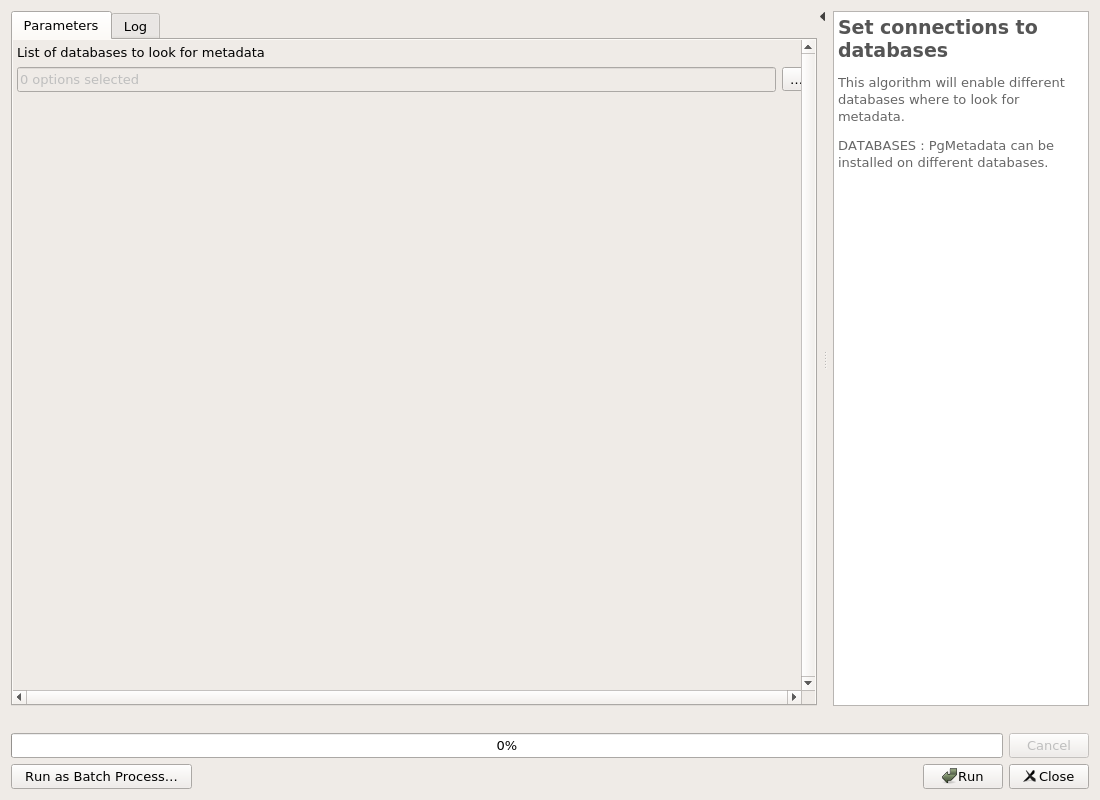 Parameters
Log
List of databases to look for metadata
0 options selected
...
Set connections to
databases
This algorithm will enable different
databases where to look for
metadata.
DATABASES : PgMetadata can be
installed on different databases.
0%
Cancel
Run as Batch Process...
Run
Close